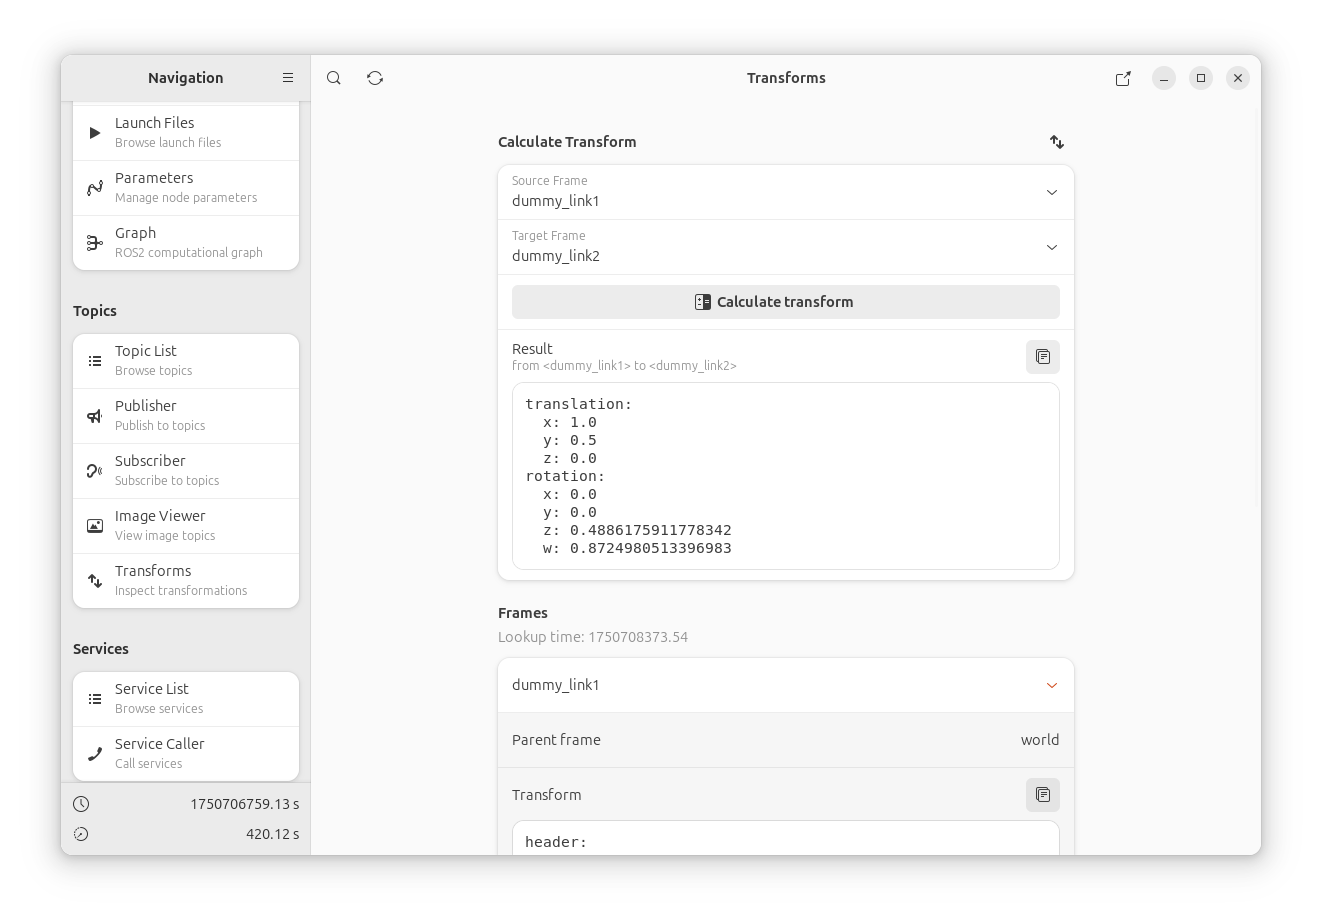 Navigation
Launch Files
Browse launch files
Parameters
Manage node parameters
Graph
ROS2 computational graph
Topics
Topic List
Browse topics
Publisher
Publish to topics
Subscriber
Subscribe to topics
Image Viewer
View image topics
Transforms
Inspect transformations
Services
Service List
Browse services
Service Caller
Call services
1750706759.13 s
420.12 s
Transforms
Calculate Transform
Source Frame
dummy_link1
Target Frame
dummy_link2
Calculate transform
Result
from <dummy_link1> to <dummy_link2>
translation:
  x: 1.0
  y: 0.5
  z: 0.0
rotation:
  x: 0.0
  y: 0.0
  z: 0.4886175911778342
  w: 0.8724980513396983
Frames
Lookup time: 1750708373.54
dummy_link1
Parent frame world
Transform
header: